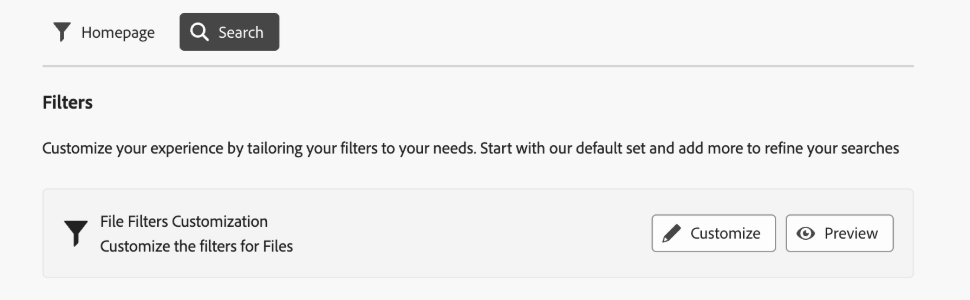 Homepage
Search
Filters
Customize your experience by tailoring your filters to your needs. Start with our default set and add more to refine your searches
File Filters Customization
Customize the filters for Files
Customize
Preview